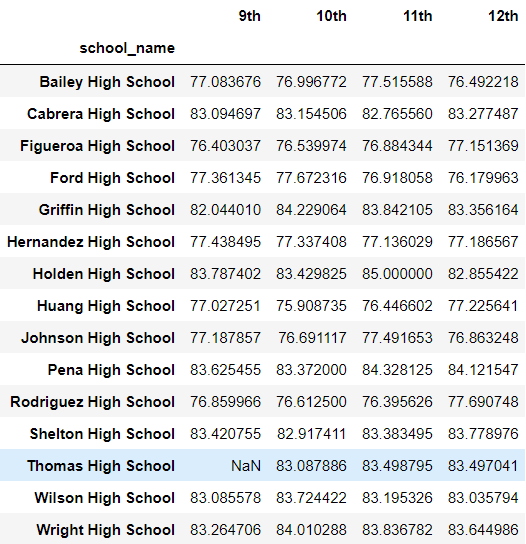 9th 10th 11th 12th
school_name
Bailey High School 77.083676 76.996772 77.515588 76.492218
Cabrera High School 83.094697 83.154506 82.765560 83.277487
Figueroa High School 76.403037 76.539974 76.884344 77.151369
Ford High School 77.361345 77.672316 76.918058 76.179963
Griffin High School 82.044010 84.229064 83.842105 83.356164
Hernandez High School 77.438495 77.337408 77.136029 77.186567
Holden High School 83.787402 83.429825 85.000000 82.855422
Huang High School 77.027251 75.908735 76.446602 77.225641
Johnson High School 77.187857 76.691117 77.491653 76.863248
Pena High School 83.625455 83.372000 84.328125 84.121547
Rodriguez High School 76.859966 76.612500 76.395626 77.690748
Shelton High School 83.420755 82.917411 83.383495 83.778976
Thomas High School NaN 83.087886 83.498795 83.497041
Wilson High School 83.085578 83.724422 83.195326 83.035794
Wright High School 83.264706 84.010288 83.836782 83.644986